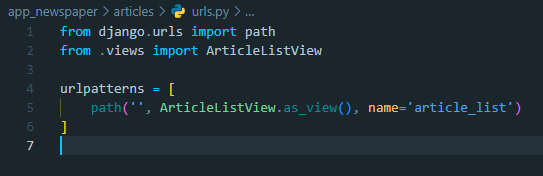 app_newspaper > articles > urls.py > ...
1 from django.urls import path
2 from .views import ArticleListView
3
4 urlpatterns = [
5     path('', ArticleListView.as_view(), name='article_list')
6 ]
7